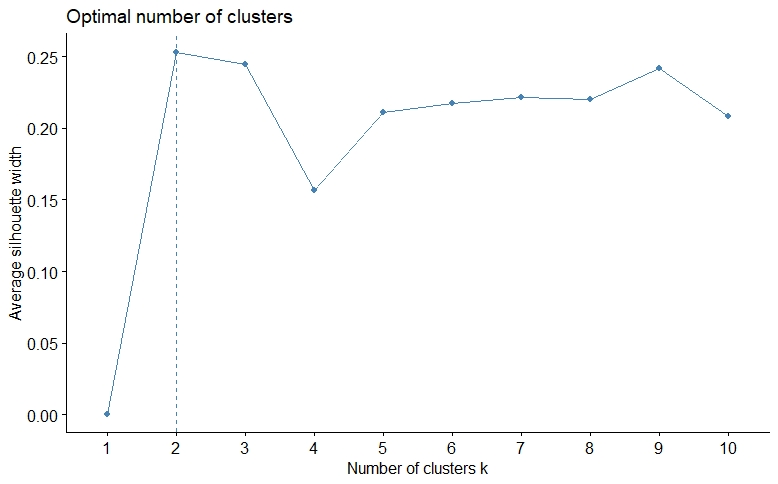 Optimal number of clusters
Average silhouette width
0.25
0.20
0.15
0.10
0.05
0.00
1 2 3 4 5 6 7 8 9 10
Number of clusters k